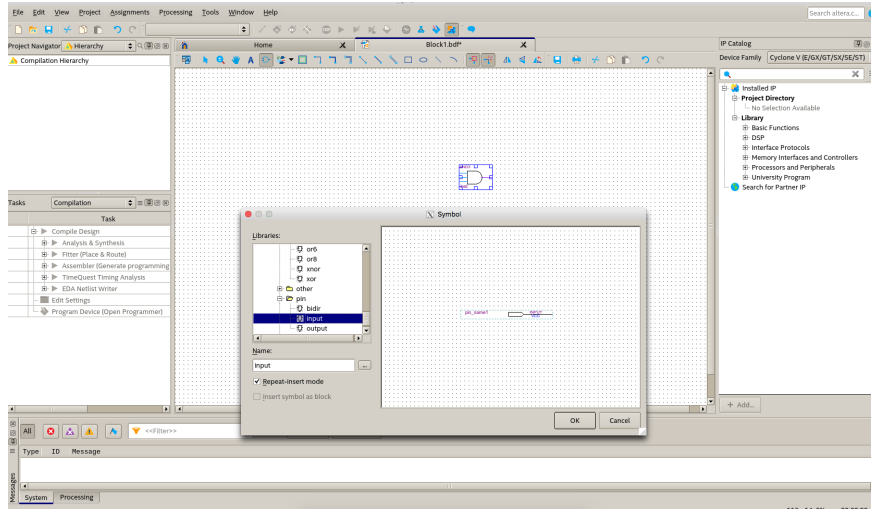 File Edit View Project Assignments Processing Tools Window Help
Search altera.c...
Project Navigator Hierarchy
Home X
Block1.bdf* X
IP Catalog
Compilation Hierarchy
Device Family Cyclone V (E/GX/GT/SX/SE/ST)
Installed IP
Project Directory
No Selection Available
Library
Basic Functions
DSP
Interface Protocols
Memory Interfaces and Controllers
Processors and Peripherals
University Program
Search for Partner IP
+ Add...
Tasks Compilation
Task
Compile Design
Analysis & Synthesis
Fitter (Place & Route)
Assembler (Generate programming
TimeQuest Timing Analysis
EDA Netlist Writer
Edit Settings
Program Device (Open Programmer)
Symbol
Libraries:
or6
or8
xnor
xor
other
pin
bidir
input
output
Name:
input
...
Repeat-insert mode
Insert symbol as block
pin_name1
INPUT
VCC
OK Cancel
All
<<Filter>>
Type ID Message
Messages
System Processing